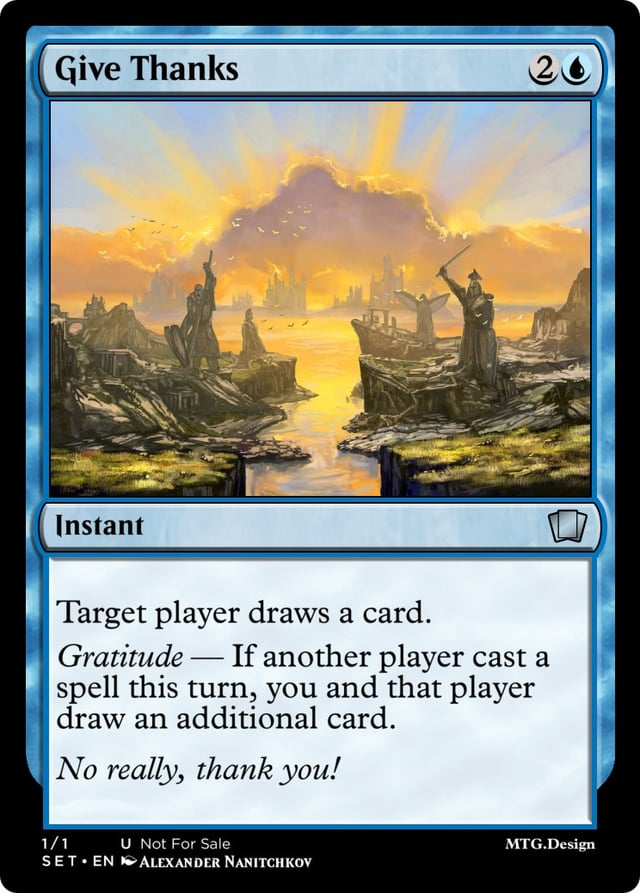 Give Thanks 2
Instant
Target player draws a card.
Gratitude — If another player cast a
spell this turn, you and that player
draw an additional card.
No really, thank you!
1/1 U Not For Sale MTG.Design
SET • EN ALEXANDER NANITCHKOV